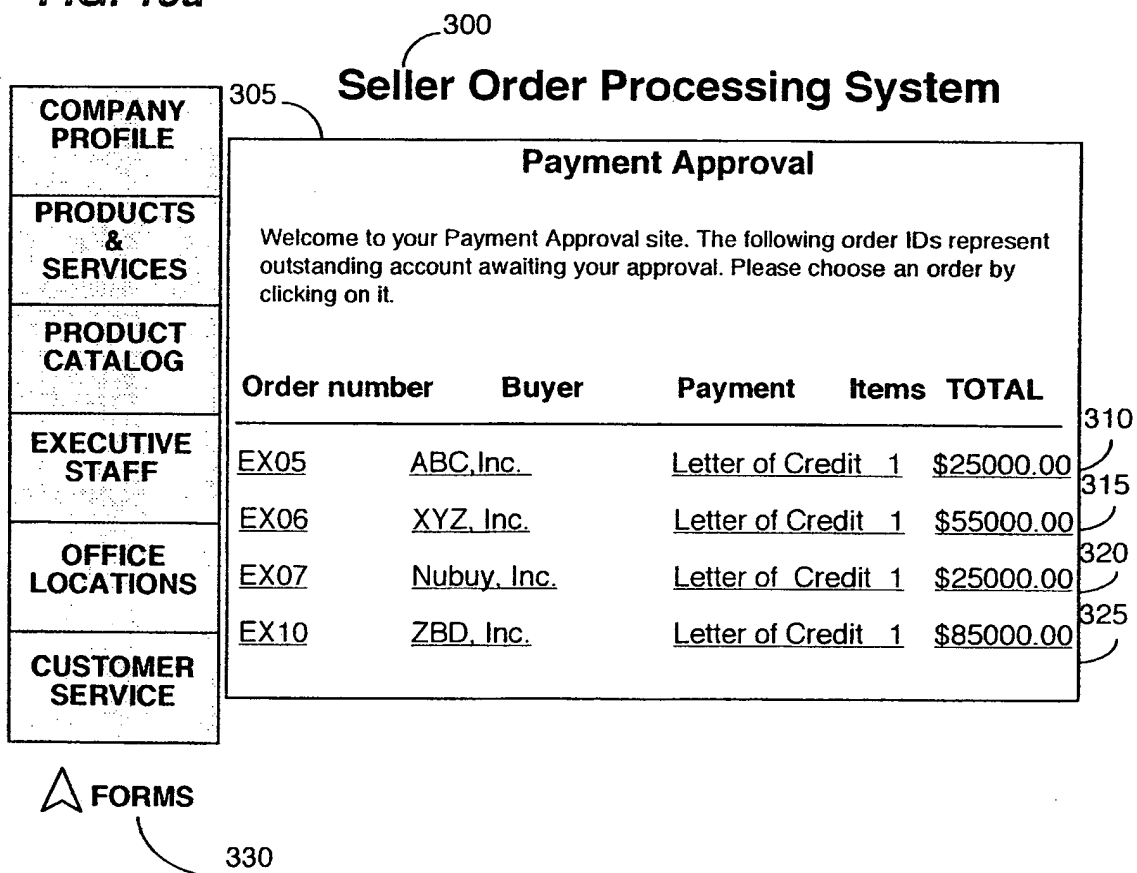 300
Seller Order Processing System
305
COMPANY
PROFILE
PRODUCTS
&
SERVICES
PRODUCT
CATALOG
EXECUTIVE
STAFF
OFFICE
LOCATIONS
CUSTOMER
SERVICE
Payment Approval
Welcome to your Payment Approval site. The following order IDs represent
outstanding account awaiting your approval. Please choose an order by
clicking on it.
Order number Buyer Payment Items TOTAL
310
EX05 ABC,Inc. Letter of Credit 1 $25000.00
315
EX06 XYZ, Inc. Letter of Credit 1 $55000.00
320
EX07 Nubuy, Inc. Letter of Credit 1 $25000.00
325
EX10 ZBD, Inc. Letter of Credit 1 $85000.00
FORMS
330